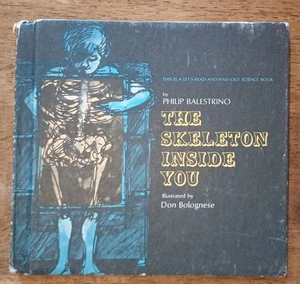 THIS IS A LET'S-READ-AND-FIND-OUT SCIENCE BOOK
by
PHILIP BALESTRINO
THE
SKELETON
INSIDE
YOU
Illustrated by
Don Bolognese